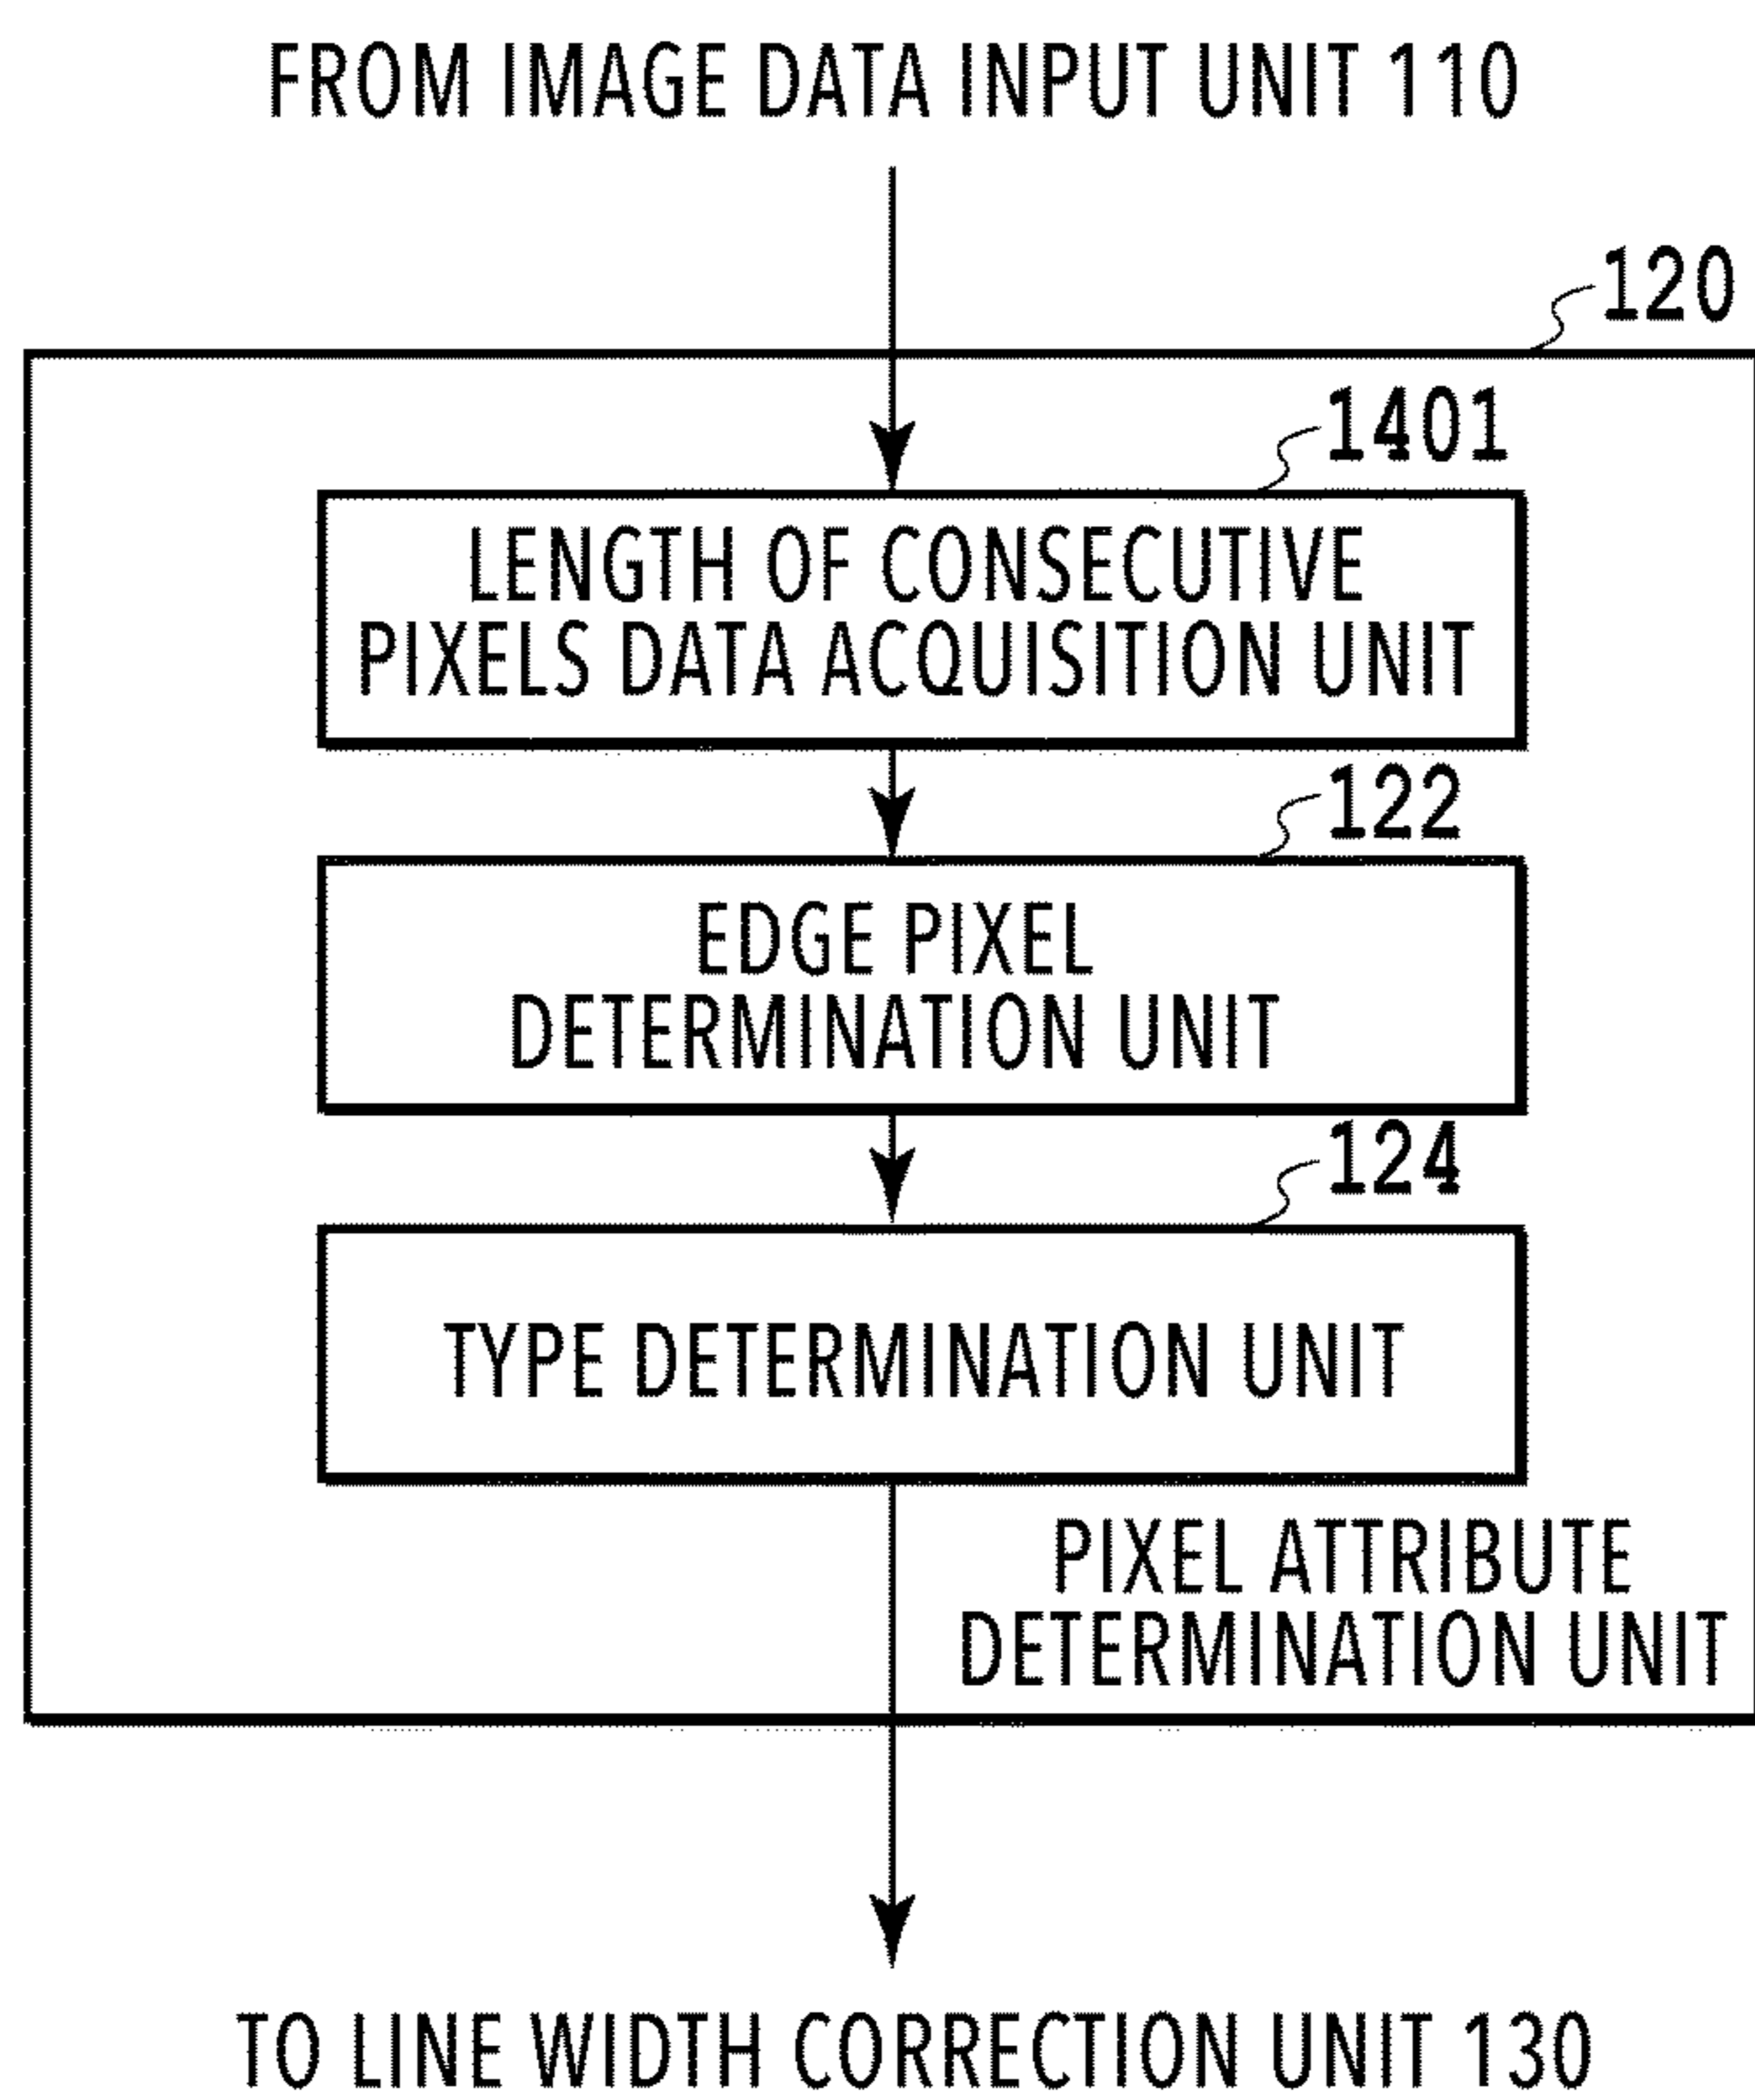 FROM IMAGE DATA INPUT UNIT 110
120
1401
LENGTH OF CONSECUTIVE
PIXELS DATA ACQUISITION UNIT
122
EDGE PIXEL
DETERMINATION UNIT
124
TYPE DETERMINATION UNIT
PIXEL ATTRIBUTE
DETERMINATION UNIT
TO LINE WIDTH CORRECTION UNIT 130